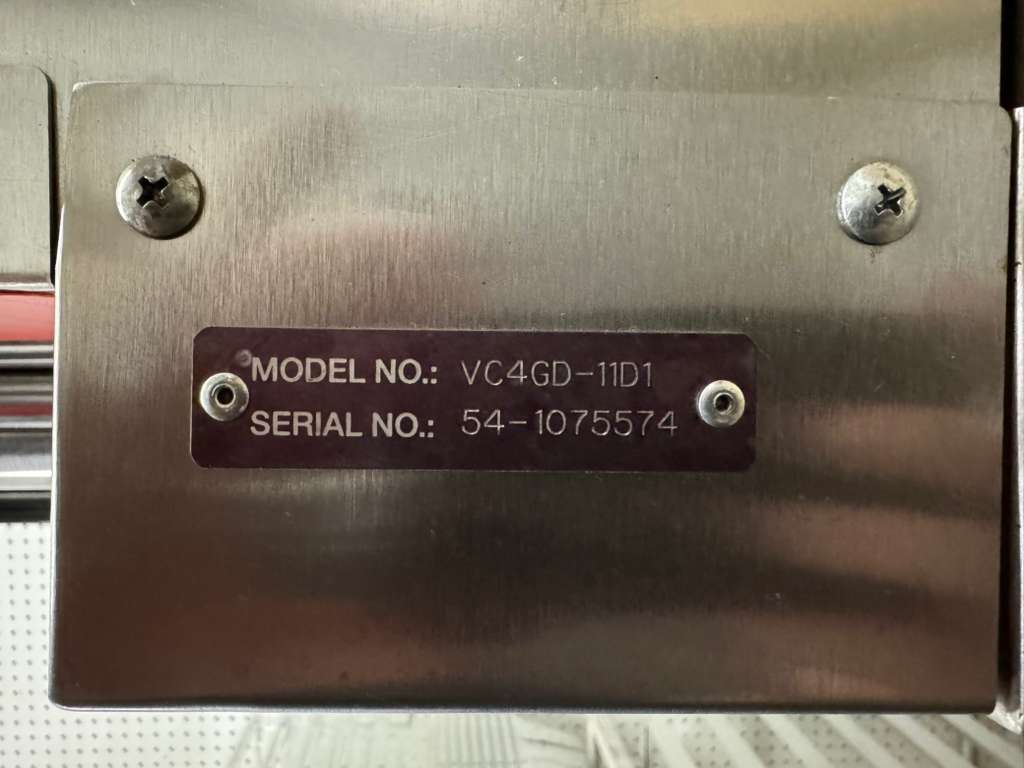 MODEL NO.: VC4GD-11D1
SERIAL NO.: 54-1075574